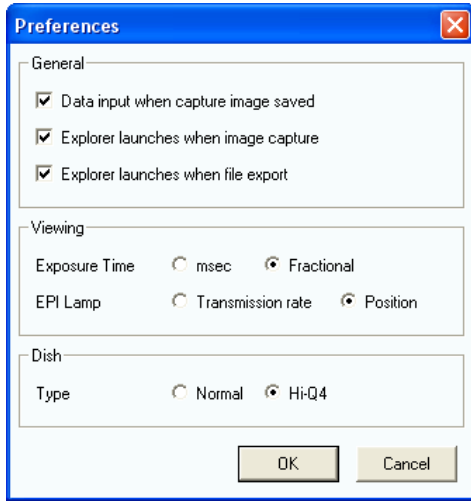 Preferences
General
Data input when capture image saved
Explorer launches when image capture
Explorer launches when file export
Viewing
Exposure Time msec Fractional
EPI Lamp Transmission rate Position
Dish
Type Normal Hi-Q4
OK Cancel